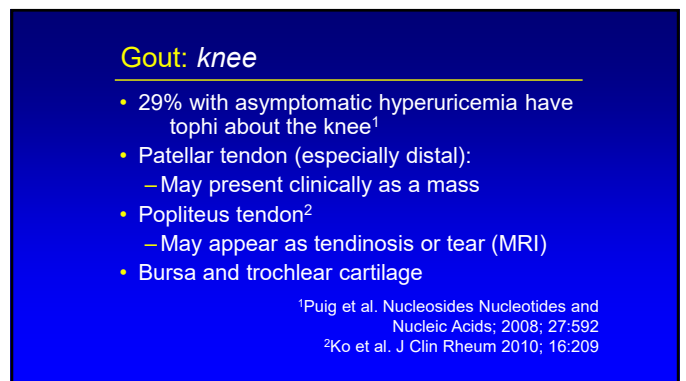 Gout: knee
• 29% with asymptomatic hyperuricemia have
tophi about the knee¹
• Patellar tendon (especially distal):
–May present clinically as a mass
• Popliteus tendon²
–May appear as tendinosis or tear (MRI)
• Bursa and trochlear cartilage
¹Puig et al. Nucleosides Nucleotides and
Nucleic Acids; 2008; 27:592
²Ko et al. J Clin Rheum 2010; 16:209